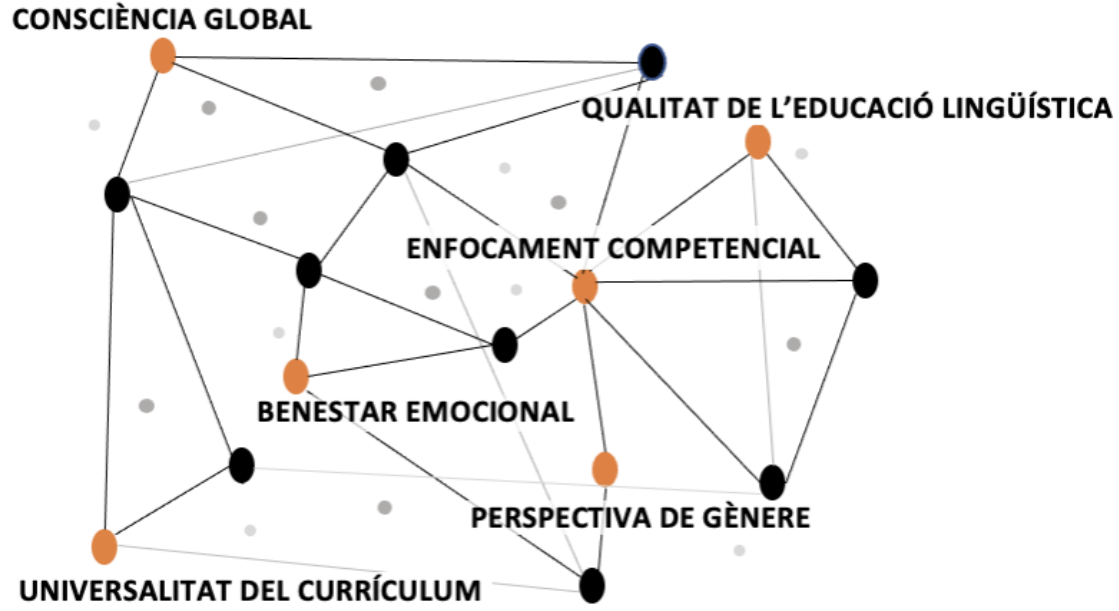 CONSCIÈNCIA GLOBAL
QUALITAT DE L’EDUCACIÓ LINGÜÍSTICA
ENFOCAMENT COMPETENCIAL
BENESTAR EMOCIONAL
PERSPECTIVA DE GÈNERE
UNIVERSALITAT DEL CURRÍCULUM